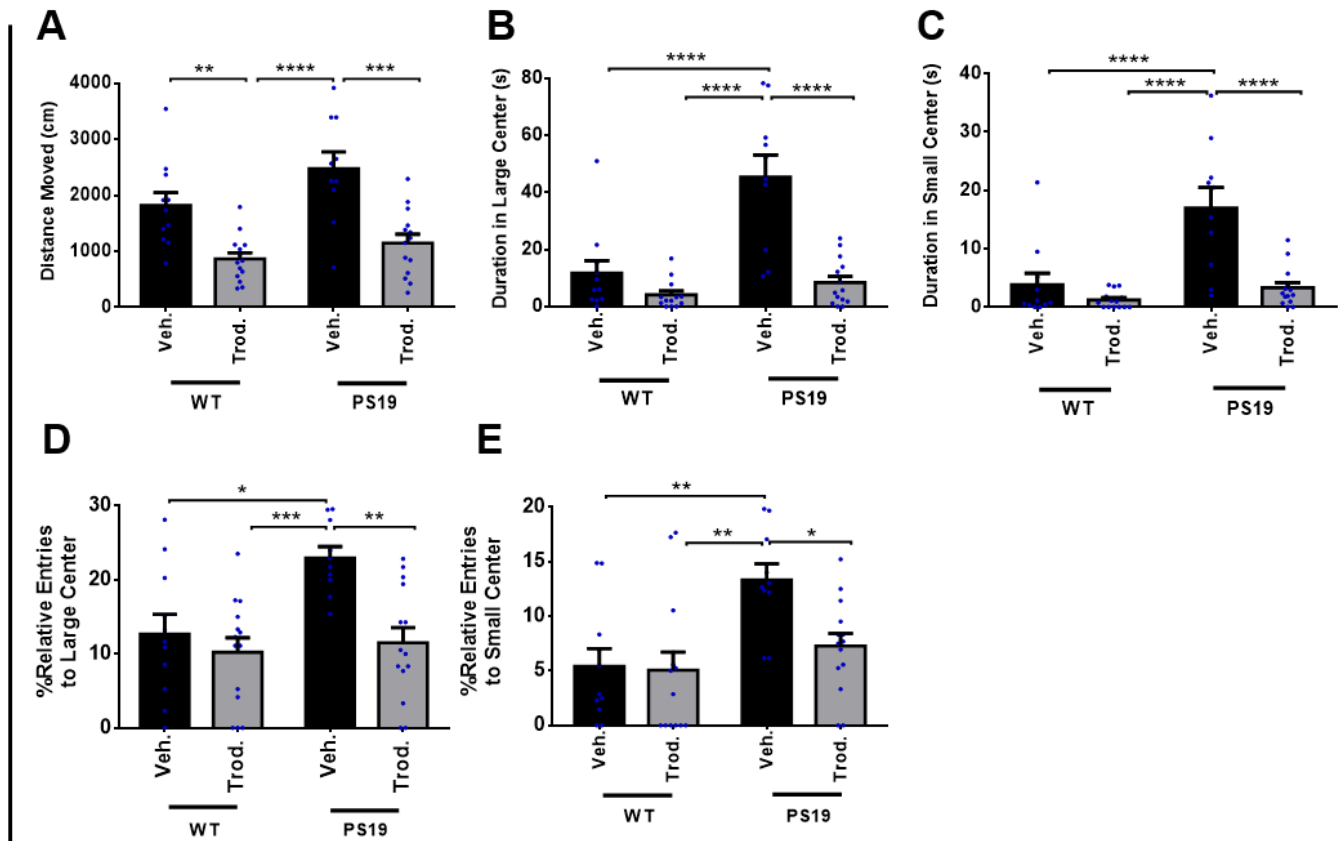 A
Distance Moved (cm)
4000
3000
2000
1000
0
**
****
***
Veh.
Trod.
Veh.
Trod.
WT
PS19
B
Duration in Large Center (s)
80
60
40
20
0
****
****
****
Veh.
Trod.
Veh.
Trod.
WT
PS19
C
Duration in Small Center (s)
40
30
20
10
0
****
****
****
Veh.
Trod.
Veh.
Trod.
WT
PS19
D
%Relative Entries
to Large Center
30
20
10
0
*
***
**
Veh.
Trod.
Veh.
Trod.
WT
PS19
E
%Relative Entries
to Small Center
20
15
10
5
0
**
**
*
Veh.
Trod.
Veh.
Trod.
WT
PS19